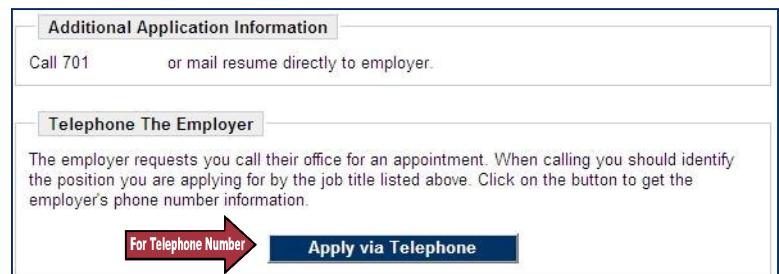 Additional Application Information
Call 701 or mail resume directly to employer.
Telephone The Employer
The employer requests you call their office for an appointment. When calling you should identify
the position you are applying for by the job title listed above. Click on the button to get the
employer's phone number information.
For Telephone Number Apply via Telephone